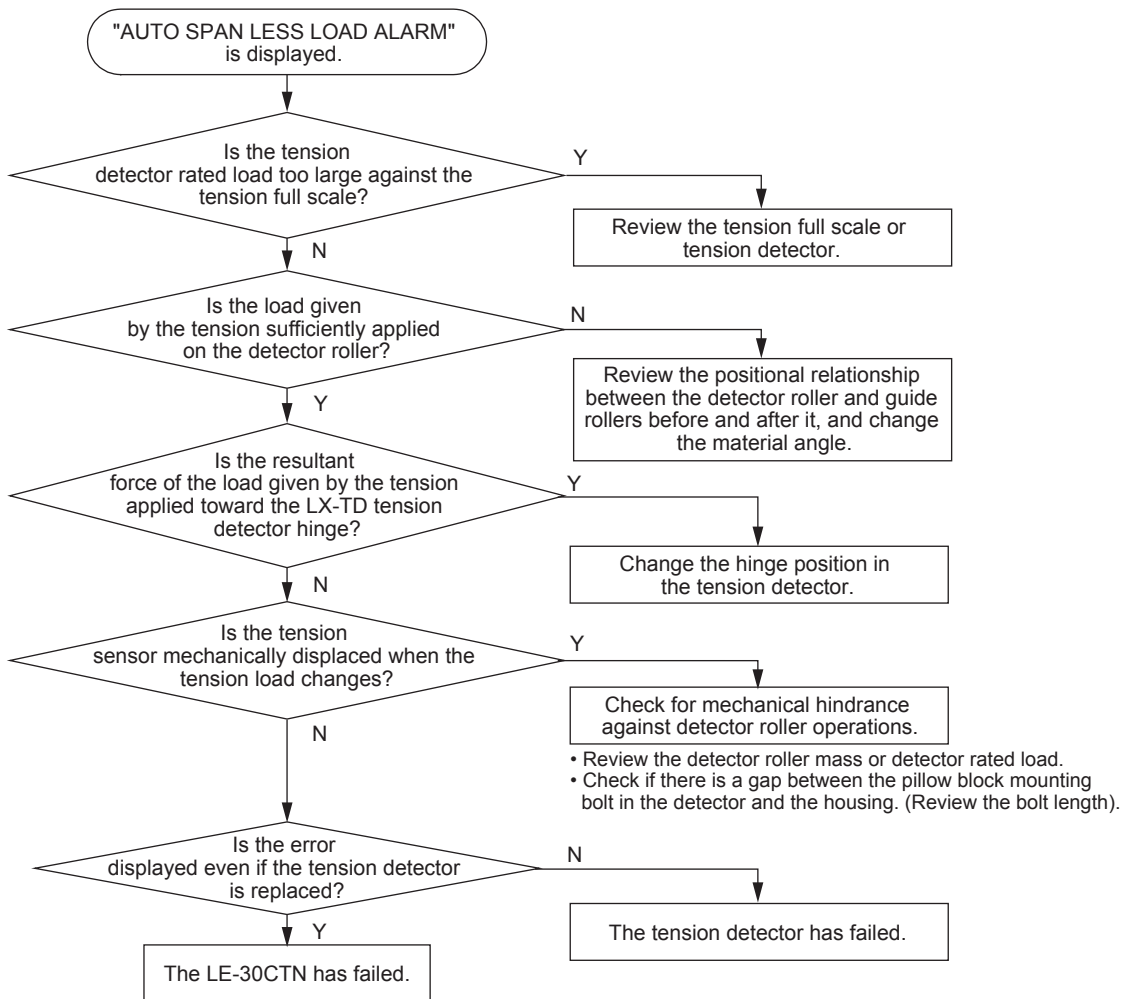 "AUTO SPAN LESS LOAD ALARM"
is displayed.
Is the tension
detector rated load too large against the
tension full scale?
Y
Review the tension full scale or
tension detector.
N
Is the load given
by the tension sufficiently applied
on the detector roller?
N
Review the positional relationship
between the detector roller and guide
rollers before and after it, and change
the material angle.
Y
Is the resultant
force of the load given by the tension
applied toward the LX-TD tension
detector hinge?
Y
Change the hinge position in
the tension detector.
N
Is the tension
sensor mechanically displaced when the
tension load changes?
Y
Check for mechanical hindrance
against detector roller operations.
• Review the detector roller mass or detector rated load.
• Check if there is a gap between the pillow block mounting
bolt in the detector and the housing. (Review the bolt length).
N
Is the error
displayed even if the tension detector
is replaced?
N
The tension detector has failed.
Y
The LE-30CTN has failed.